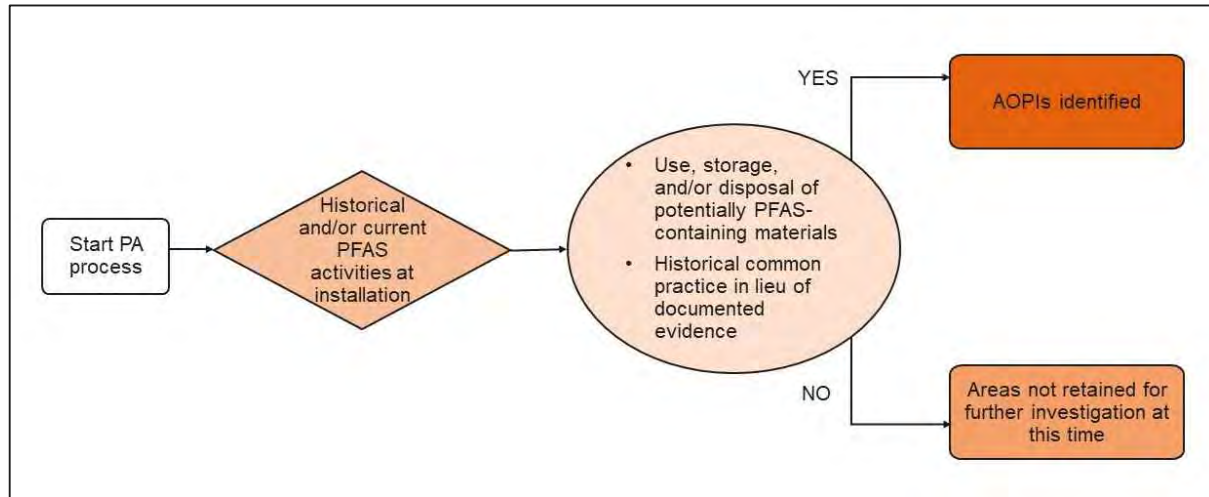 Start PA
process
Historical
and/or current
PFAS
activities at
installation
• Use, storage,
and/or disposal of
potentially PFAS-
containing materials
• Historical common
practice in lieu of
documented
evidence
YES
AOPIs identified
NO
Areas not retained for
further investigation at
this time